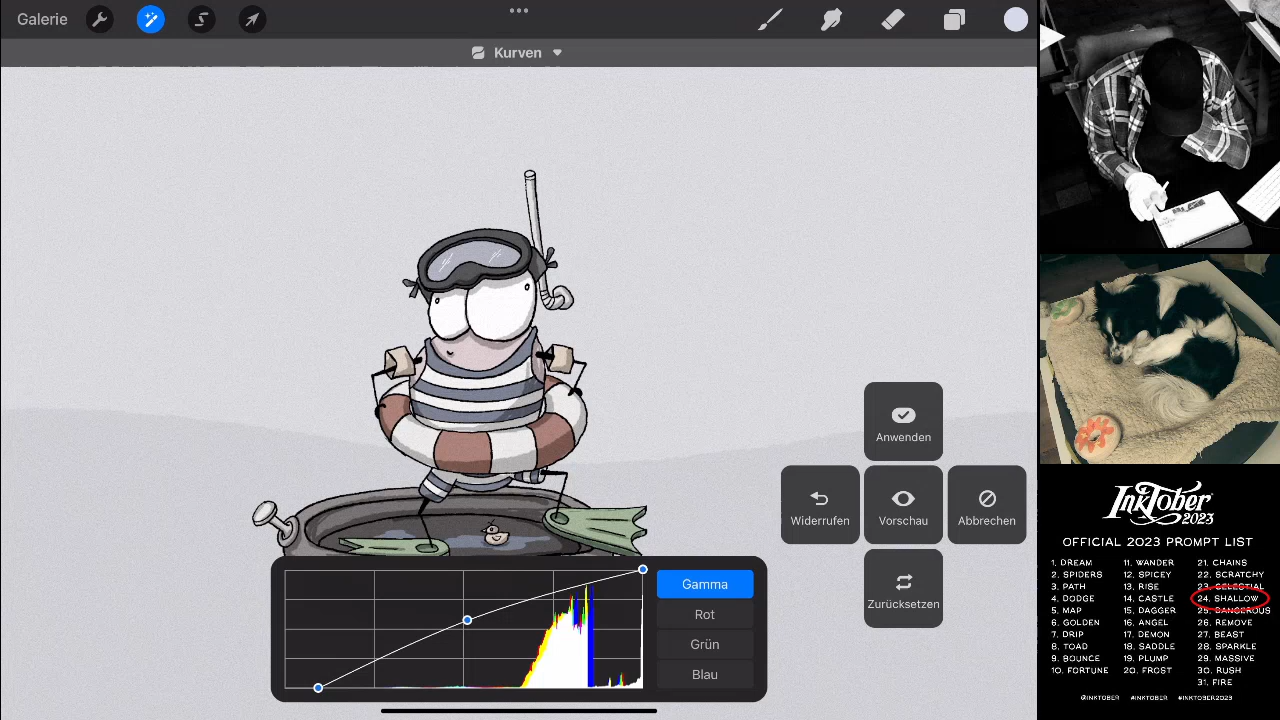 Galerie
Kurven
Anwenden
Widerrufen
Vorschau
Abbrechen
Zurücksetzen
Gamma
Rot
Grün
Blau
INKTOBER
2023
OFFICIAL 2023 PROMPT LIST
1. DREAM
2. SPIDERS
3. PATH
4. DODGE
5. MAP
6. GOLDEN
7. DRIP
8. TOAD
9. BOUNCE
10. FORTUNE
11. WANDER
12. SPICEY
13. RISE
14. CASTLE
15. DAGGER
16. ANGEL
17. DEMON
18. SADDLE
19. PLUMP
20. FROST
21. CHAINS
22. SCRATCHY
23. CELESTIAL
24. SHALLOW
25. DANGEROUS
26. REMOVE
27. BEAST
28. SPARKLE
29. MASSIVE
30. RUSH
31. FIRE
@INKTOBER #INKTOBER #INKTOBER2023